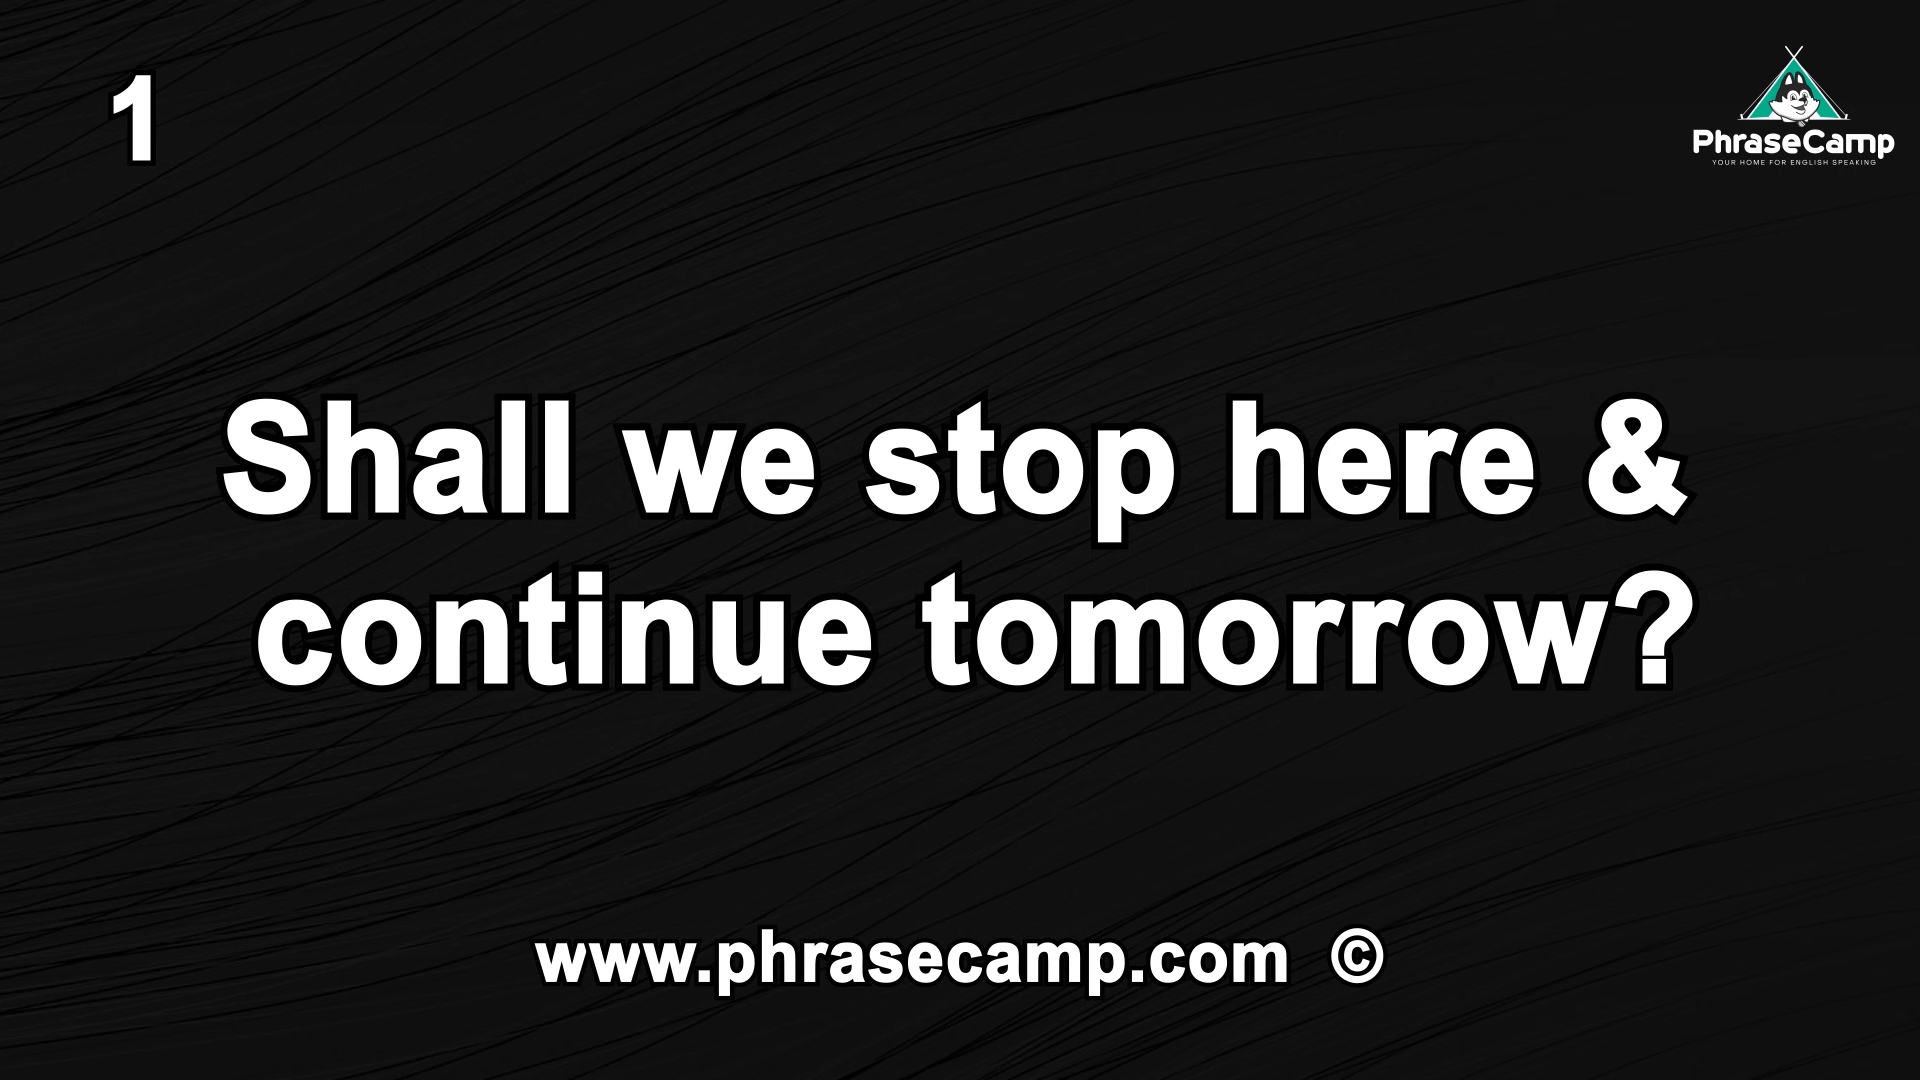 1
PhraseCamp
YOUR HOME FOR ENGLISH SPEAKING
Shall we stop here &
continue tomorrow?
www.phrasecamp.com ©